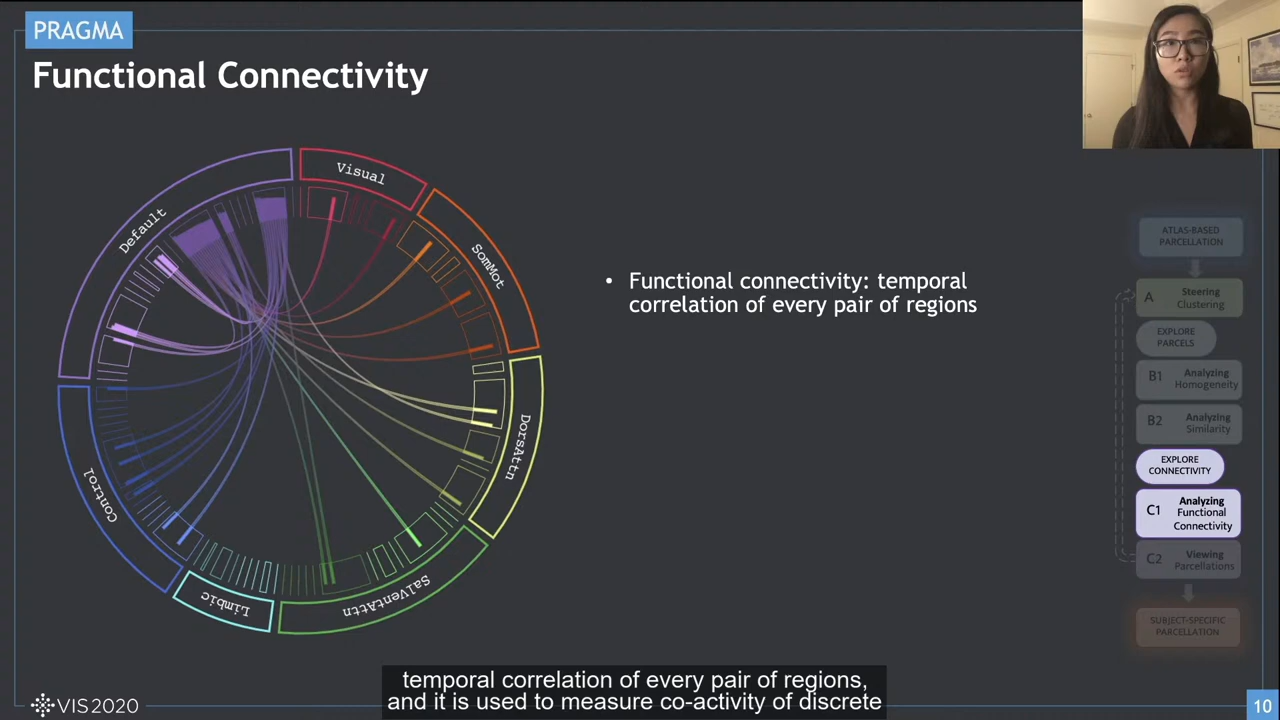 PRAGMA
Functional Connectivity
Visual
SomMot
DorsAttn
SalVentAttn
Limbic
Control
Default
• Functional connectivity: temporal
correlation of every pair of regions
ATLAS-BASED
PARCELLATION
A Steering
Clustering
EXPLORE
PARCELS
B1 Analyzing
Homogeneity
B2 Analyzing
Similarity
EXPLORE
CONNECTIVITY
C1 Analyzing
Functional
Connectivity
C2 Viewing
Parcellations
SUBJECT-SPECIFIC
PARCELLATION
temporal correlation of every pair of regions,
and it is used to measure co-activity of discrete
VIS2020
10